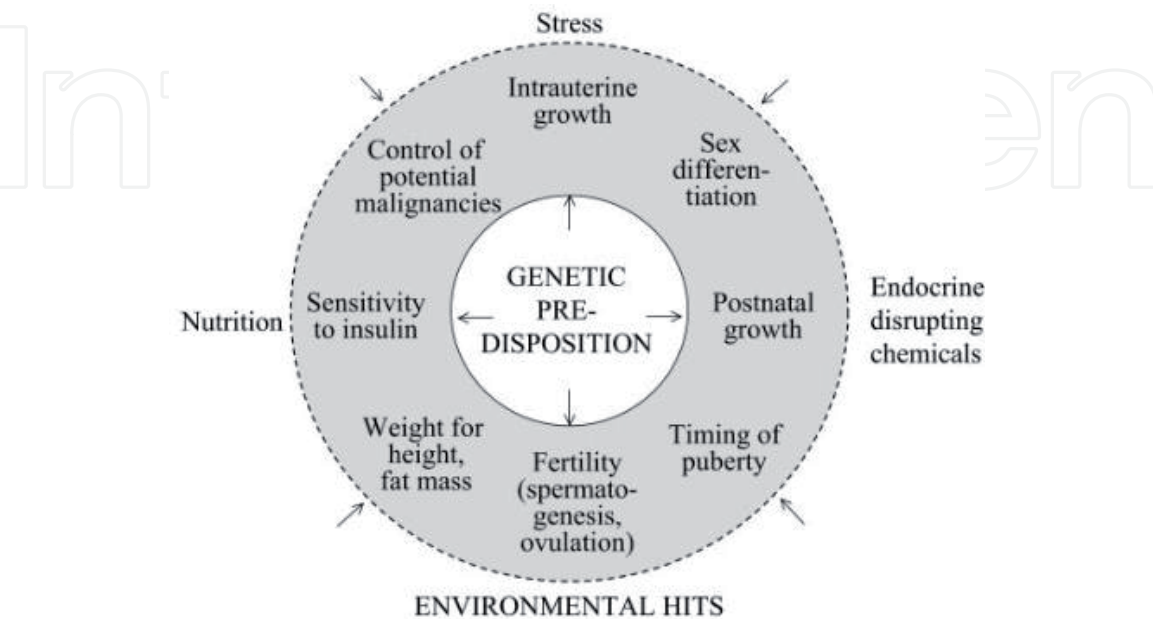 Stress
Intrauterine
growth
Sex
differen-
tiation
Control of
potential
malignancies
GENETIC
PRE-
DISPOSITION
Sensitivity
to insulin
Nutrition
Postnatal
growth
Endocrine
disrupting
chemicals
Weight for
height,
fat mass
Fertility
(spermato-
genesis,
ovulation)
Timing of
puberty
ENVIRONMENTAL HITS